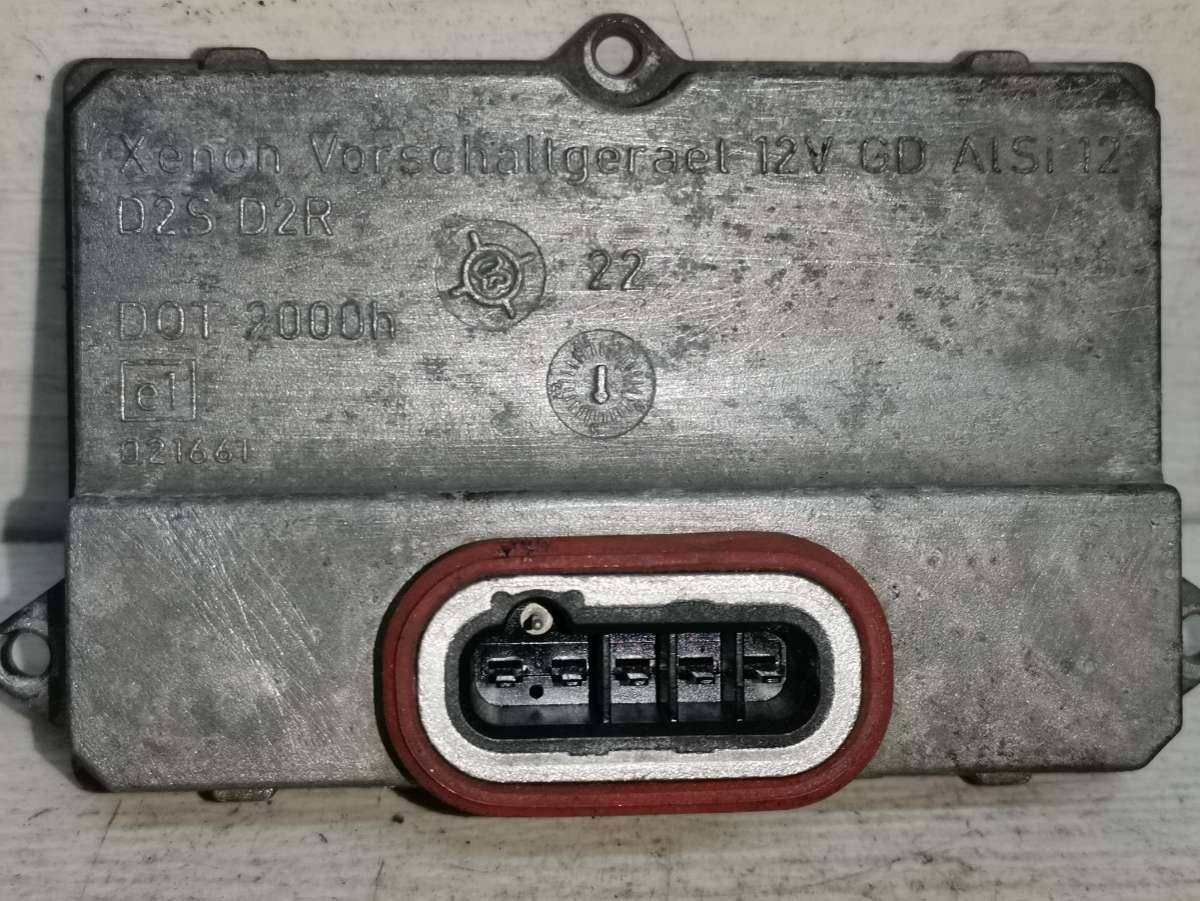 Xenon Vorschaltgeraet 12V GD AlSi 12
D2S D2R
22
DOT 2000h
e1
021661